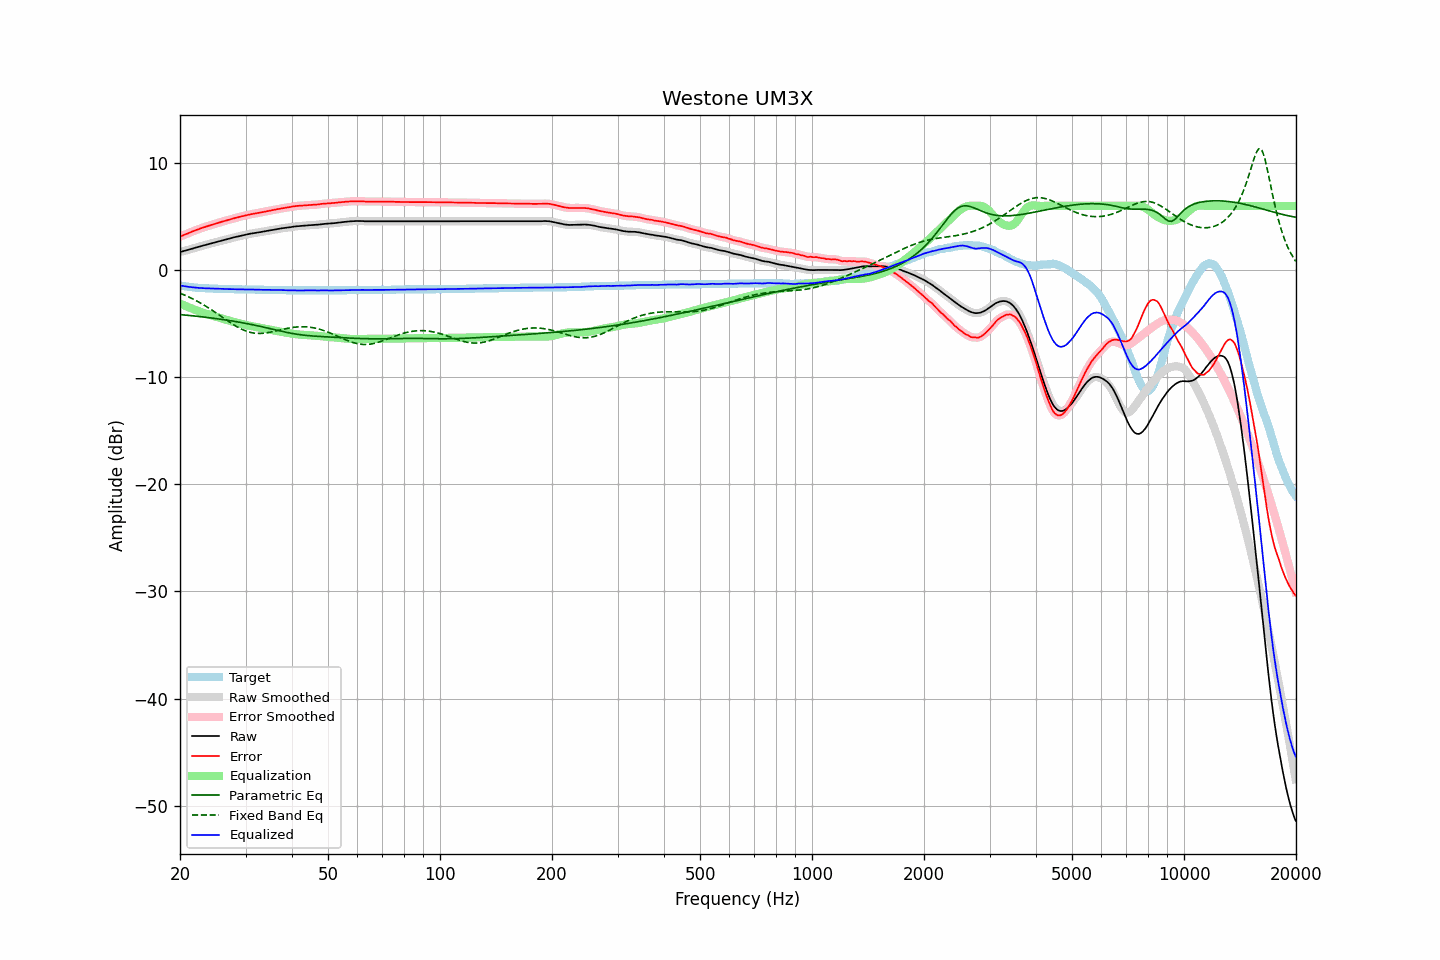 Westone UM3X
10
0
−10
−20
−30
−40
−50
Amplitude (dBr)
Target
Raw Smoothed
Error Smoothed
Raw
Error
Equalization
Parametric Eq
Fixed Band Eq
Equalized
20 50 100 200 500 1000 2000 5000 10000 20000
Frequency (Hz)